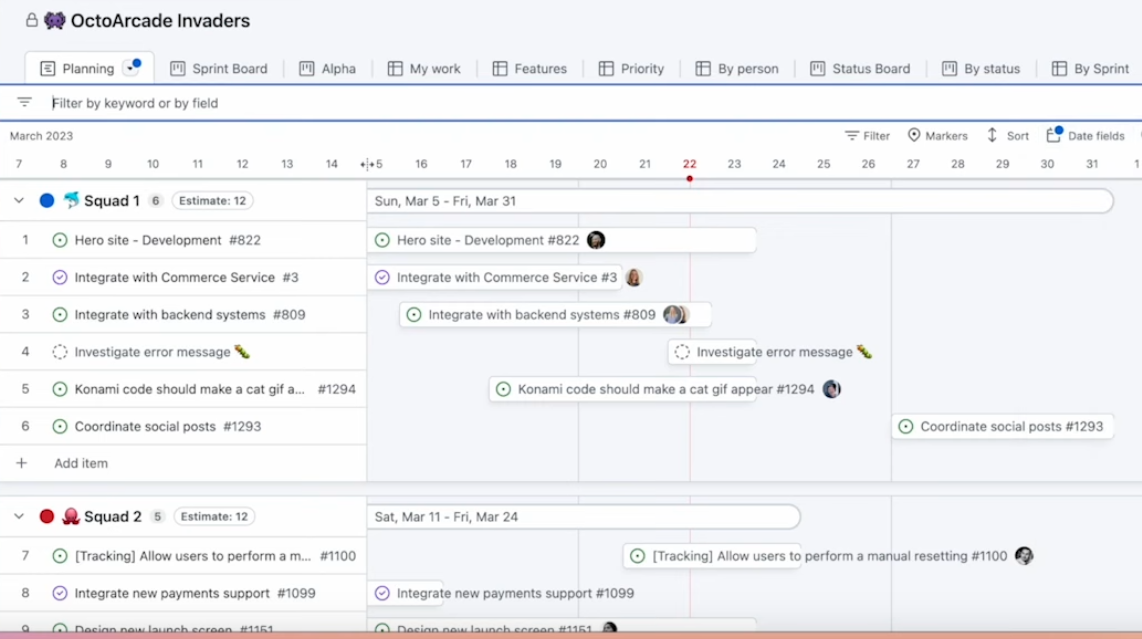 OctoArcade Invaders
Planning Sprint Board Alpha My work Features Priority By person Status Board By status By Sprint
Filter by keyword or by field
March 2023 Filter Markers Sort Date fields
7 8 9 10 11 12 13 14 15 16 17 18 19 20 21 22 23 24 25 26 27 28 29 30 31 1
Squad 1 6 Estimate: 12 Sun, Mar 5 - Fri, Mar 31
1 Hero site - Development #822 Hero site - Development #822
2 Integrate with Commerce Service #3 Integrate with Commerce Service #3
3 Integrate with backend systems #809 Integrate with backend systems #809
4 Investigate error message 🐛 Investigate error message 🐛
5 Konami code should make a cat gif a... #1294 Konami code should make a cat gif appear #1294
6 Coordinate social posts #1293 Coordinate social posts #1293
+ Add item
Squad 2 5 Estimate: 12 Sat, Mar 11 - Fri, Mar 24
7 [Tracking] Allow users to perform a m... #1100 [Tracking] Allow users to perform a manual resetting #1100
8 Integrate new payments support #1099 Integrate new payments support #1099
9 Design new launch screen #1151 Design new launch screen #1151